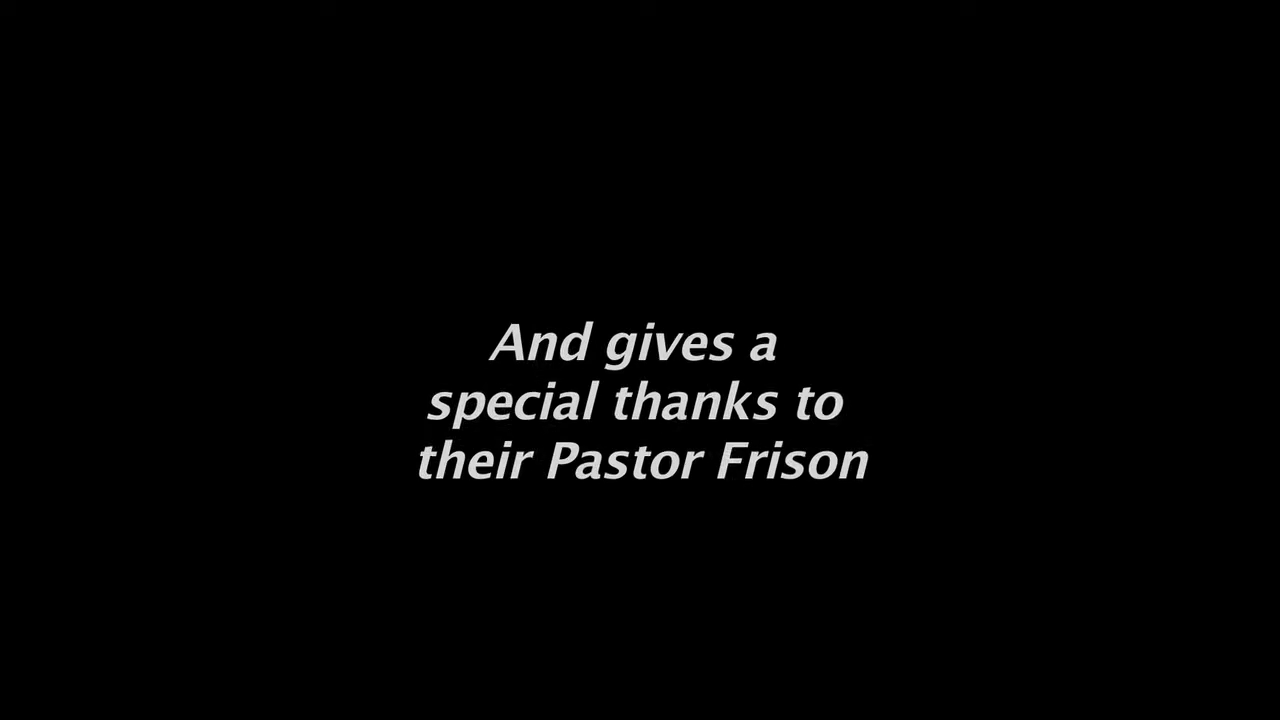 And gives a
special thanks to
their Pastor Frison